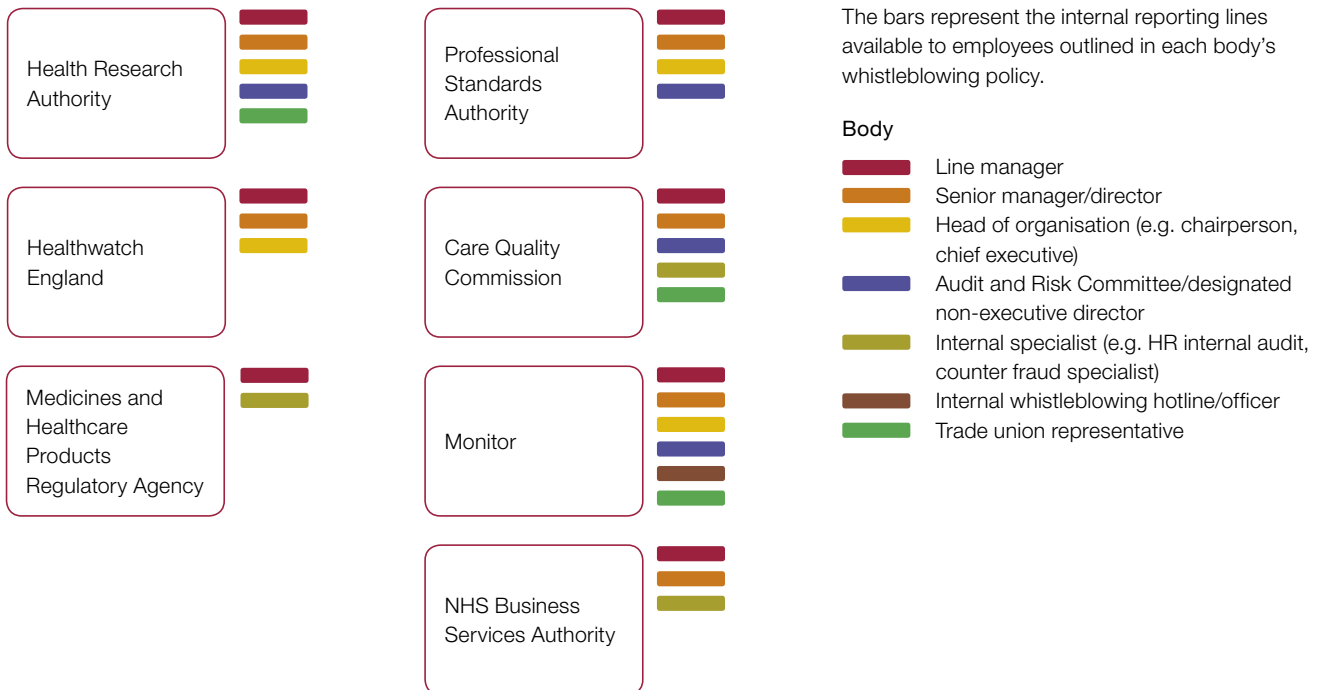 Health Research
Authority
Healthwatch
England
Medicines and
Healthcare
Products
Regulatory Agency
Professional
Standards
Authority
Care Quality
Commission
Monitor
NHS Business
Services Authority
The bars represent the internal reporting lines
available to employees outlined in each body’s
whistleblowing policy.
Body
Line manager
Senior manager/director
Head of organisation (e.g. chairperson,
chief executive)
Audit and Risk Committee/designated
non-executive director
Internal specialist (e.g. HR internal audit,
counter fraud specialist)
Internal whistleblowing hotline/officer
Trade union representative